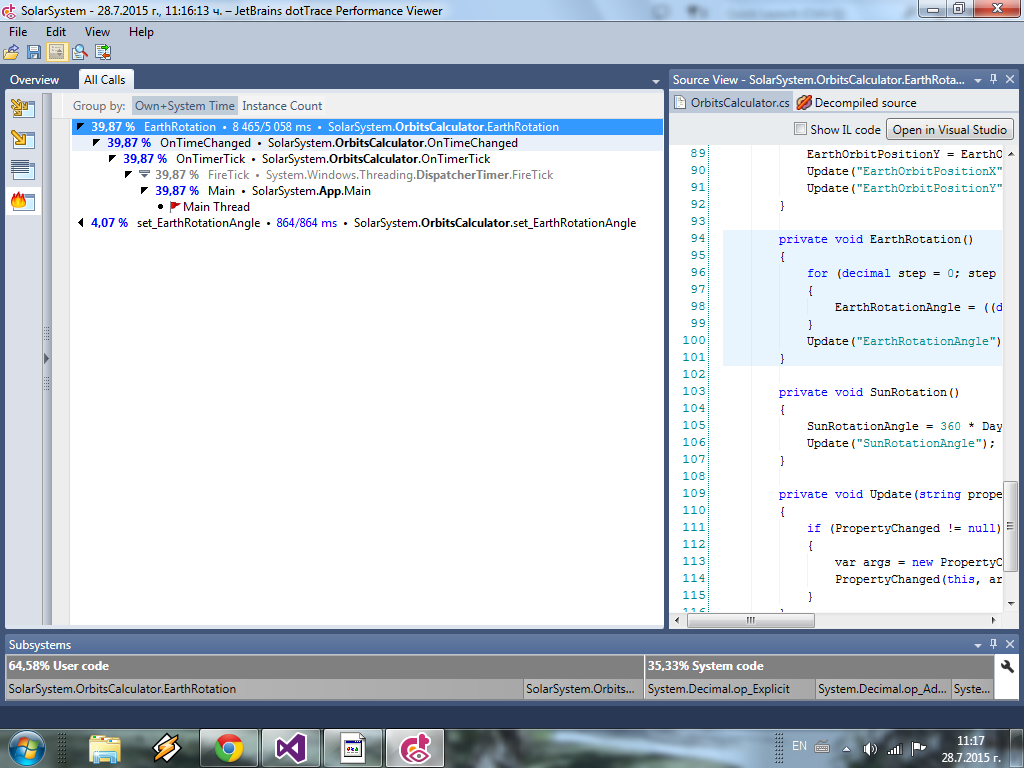 SolarSystem - 28.7.2015 г., 11:16:13 ч. – JetBrains dotTrace Performance Viewer
File Edit View Help
Overview All Calls
Group by: Own+System Time Instance Count
39,87 % EarthRotation • 8 465/5 058 ms • SolarSystem.OrbitsCalculator.EarthRotation
39,87 % OnTimeChanged • SolarSystem.OrbitsCalculator.OnTimeChanged
39,87 % OnTimerTick • SolarSystem.OrbitsCalculator.OnTimerTick
39,87 % FireTick • System.Windows.Threading.DispatcherTimer.FireTick
39,87 % Main • SolarSystem.App.Main
Main Thread
4,07 % set_EarthRotationAngle • 864/864 ms • SolarSystem.OrbitsCalculator.set_EarthRotationAngle
Source View - SolarSystem.OrbitsCalculator.EarthRota...
OrbitsCalculator.cs Decompiled source
Show IL code Open in Visual Studio
89 EarthOrbitPositionY = EarthO
90 Update("EarthOrbitPositionX"
91 Update("EarthOrbitPositionY"
92 }
93
94 private void EarthRotation()
95 {
96 for (decimal step = 0; step
97 {
98 EarthRotationAngle = ((d
99 }
100 Update("EarthRotationAngle")
101 }
102
103 private void SunRotation()
104 {
105 SunRotationAngle = 360 * Day
106 Update("SunRotationAngle");
107 }
108
109 private void Update(string prope
110 {
111 if (PropertyChanged != null)
112 {
113 var args = new PropertyC
114 PropertyChanged(this, ar
115 }
116 }
Subsystems
64,58% User code 35,33% System code
SolarSystem.OrbitsCalculator.EarthRotation SolarSystem.Orbits... System.Decimal.op_Explicit System.Decimal.op_Ad... Syste...
EN 11:17
28.7.2015 г.